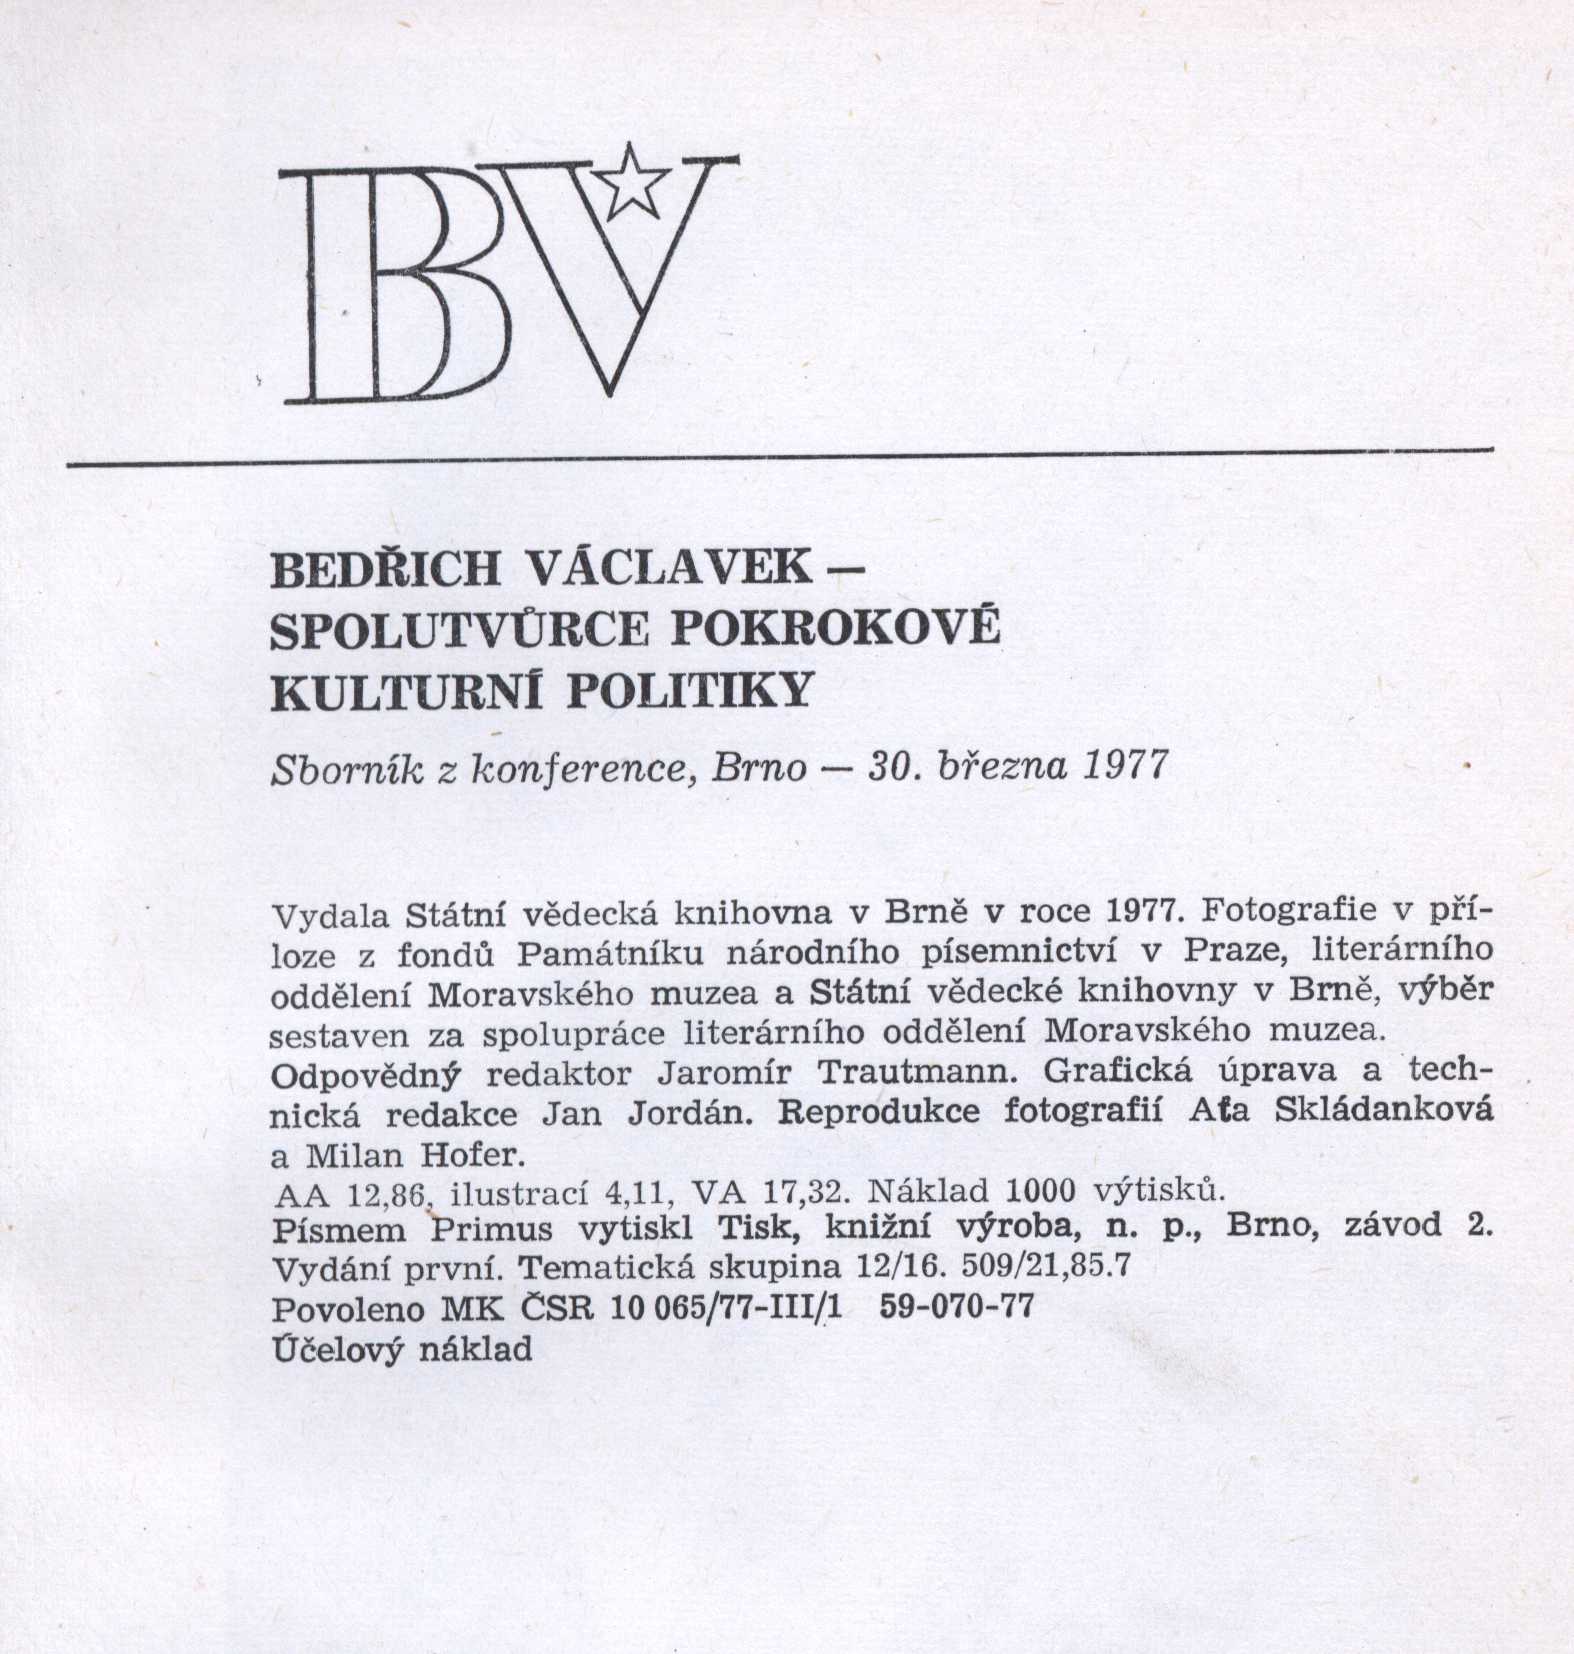 BV
BEDŘICH VÁCLAVEK —
SPOLUTVŮRCE POKROKOVÉ
KULTURNÍ POLITIKY
Sborník z konference, Brno — 30. března 1977
Vydala Státní vědecká knihovna v Brně v roce 1977. Fotografie v pří-
loze z fondů Památníku národního písemnictví v Praze, literárního
oddělení Moravského muzea a Státní vědecké knihovny v Brně, výběr
sestaven za spolupráce literárního oddělení Moravského muzea.
Odpovědný redaktor Jaromír Trautmann. Grafická úprava a tech-
nická redakce Jan Jordán. Reprodukce fotografií Aťa Skládanková
a Milan Hofer.
AA 12,86, ilustrací 4,11, VA 17,32. Náklad 1000 výtisků.
Písmem Primus vytiskl Tisk, knižní výroba, n. p., Brno, závod 2.
Vydání první. Tematická skupina 12/16. 509/21,85.7
Povoleno MK ČSR 10 065/77-III/1 59-070-77
Účelový náklad